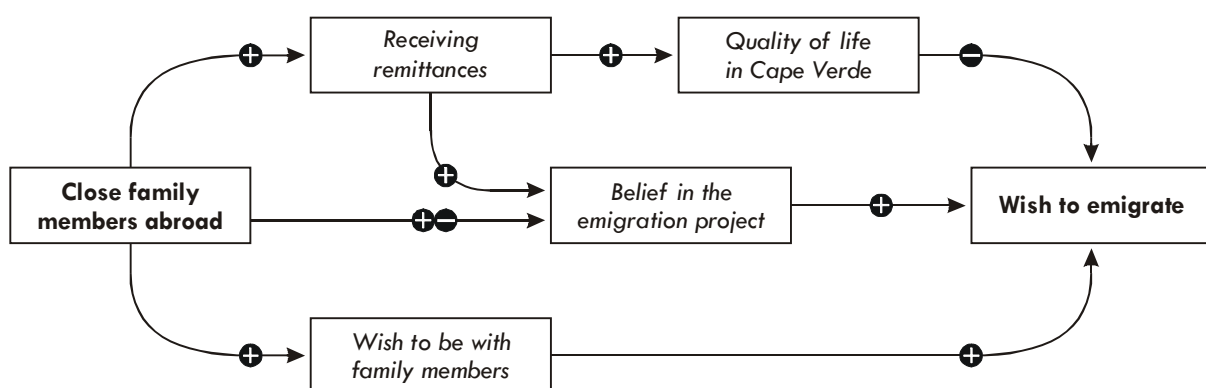 Receiving
remittances
Quality of life
in Cape Verde
Close family
members abroad
Belief in the
emigration project
Wish to emigrate
Wish to be with
family members